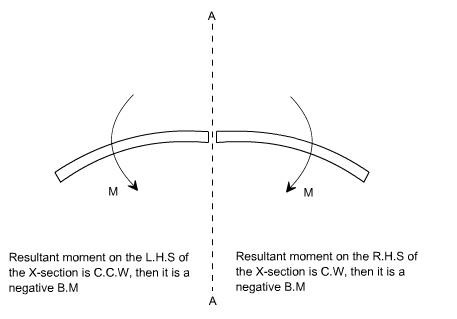 A
M
M
Resultant moment on the L.H.S of
the X-section is C.C.W, then it is a
negative B.M
Resultant moment on the R.H.S of
the X-section is C.W, then it is a
negative B.M
A